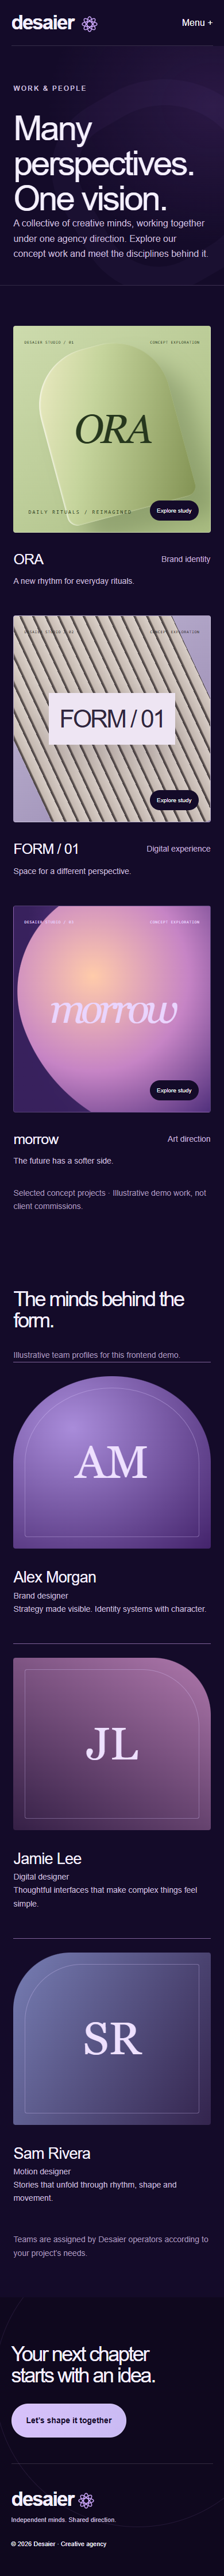 desaier
Menu +
WORK & PEOPLE
Many
perspectives.
One vision.
A collective of creative minds, working together
under one agency direction. Explore our
concept work and meet the disciplines behind it.
DESAIER STUDIO / 01
CONCEPT EXPLORATION
ORA
DAILY RITUALS / REIMAGINED
Explore study
ORA
Brand identity
A new rhythm for everyday rituals.
CONCEPT EXPLORATION
FORM / 01
Explore study
FORM / 01
Digital experience
Space for a different perspective.
CONCEPT EXPLORATION
morrow
Explore study
morrow
Art direction
The future has a softer side.
Selected concept projects · Illustrative demo work, not
client commissions.
The minds behind the
form.
Illustrative team profiles for this frontend demo.
AM
Alex Morgan
Brand designer
Strategy made visible. Identity systems with character.
JL
Jamie Lee
Digital designer
Thoughtful interfaces that make complex things feel
simple.
SR
Sam Rivera
Motion designer
Stories that unfold through rhythm, shape and
movement.
Teams are assigned by Desaier operators according to
your project's needs.
Your next chapter
starts with an idea.
Let's shape it together
desaier
Independent minds. Shared direction.
© 2026 Desaier · Creative agency